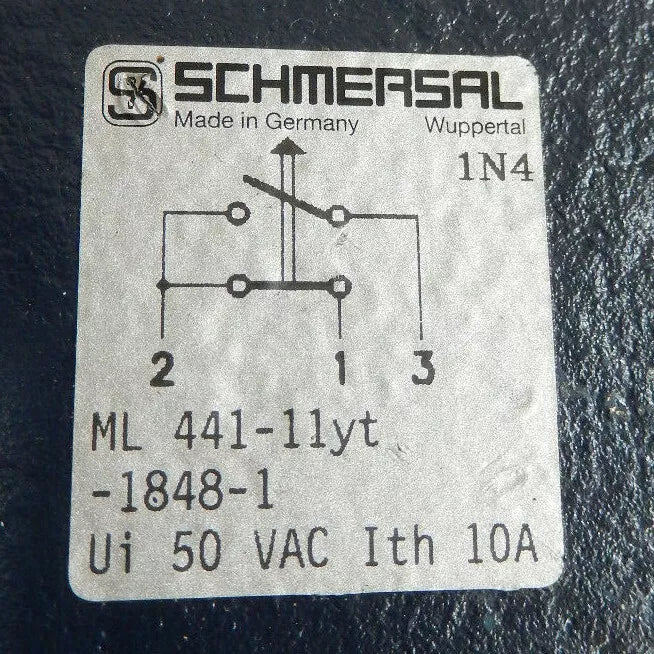 S SCHMERSAL
Made in Germany Wuppertal
1N4
2 1 3
ML 441-11yt
-1848-1
Ui 50 VAC Ith 10A